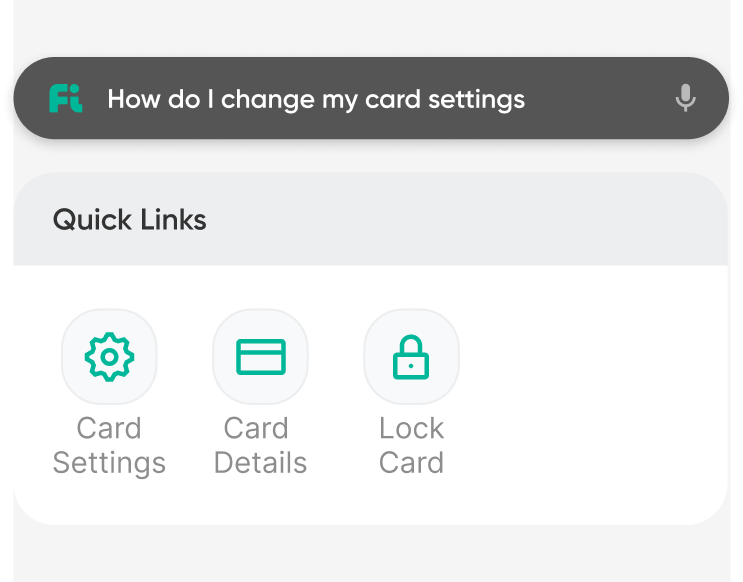 Fi How do I change my card settings
Quick Links
Card Settings
Card Details
Lock Card